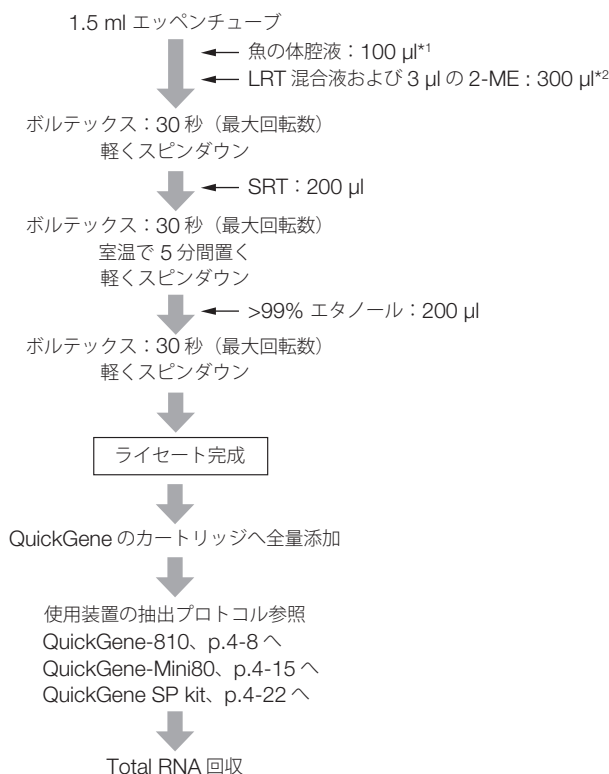 1.5 ml エッペンチューブ
魚の体腔液：100 µl*1
LRT 混合液および 3 µl の 2-ME : 300 µl*2
ボルテックス：30 秒（最大回転数）
軽くスピンダウン
SRT：200 µl
ボルテックス：30 秒（最大回転数）
室温で 5 分間置く
軽くスピンダウン
>99% エタノール：200 µl
ボルテックス：30 秒（最大回転数）
軽くスピンダウン
ライセート完成
QuickGene のカートリッジへ全量添加
使用装置の抽出プロトコル参照
QuickGene-810、p.4-8 へ
QuickGene-Mini80、p.4-15 へ
QuickGene SP kit、p.4-22 へ
Total RNA 回収